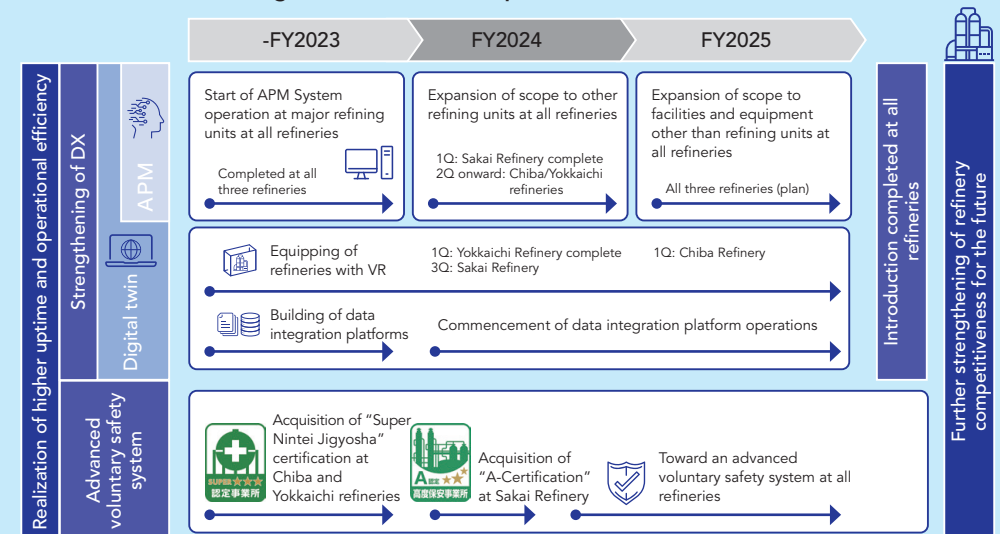 -FY2023
FY2024
FY2025
Realization of higher uptime and operational efficiency
Strengthening of DX
APM
Start of APM System
operation at major refining
units at all refineries
Completed at all
three refineries
Expansion of scope to other
refining units at all refineries
1Q: Sakai Refinery complete
2Q onward: Chiba/Yokkaichi
refineries
Expansion of scope to
facilities and equipment
other than refining units at
all refineries
All three refineries (plan)
Digital twin
Equipping of
refineries with VR
1Q: Yokkaichi Refinery complete
3Q: Sakai Refinery
1Q: Chiba Refinery
Building of data
integration platforms
Commencement of data integration platform operations
Introduction completed at all
refineries
Advanced
voluntary safety
system
SUPER
認定事業所
Acquisition of “Super
Nintei Jigyosha”
certification at
Chiba and
Yokkaichi refineries
A認定
高度保安事業所
Acquisition of
“A-Certification”
at Sakai Refinery
Toward an advanced
voluntary safety system at all
refineries
Further strengthening of refinery
competitiveness for the future